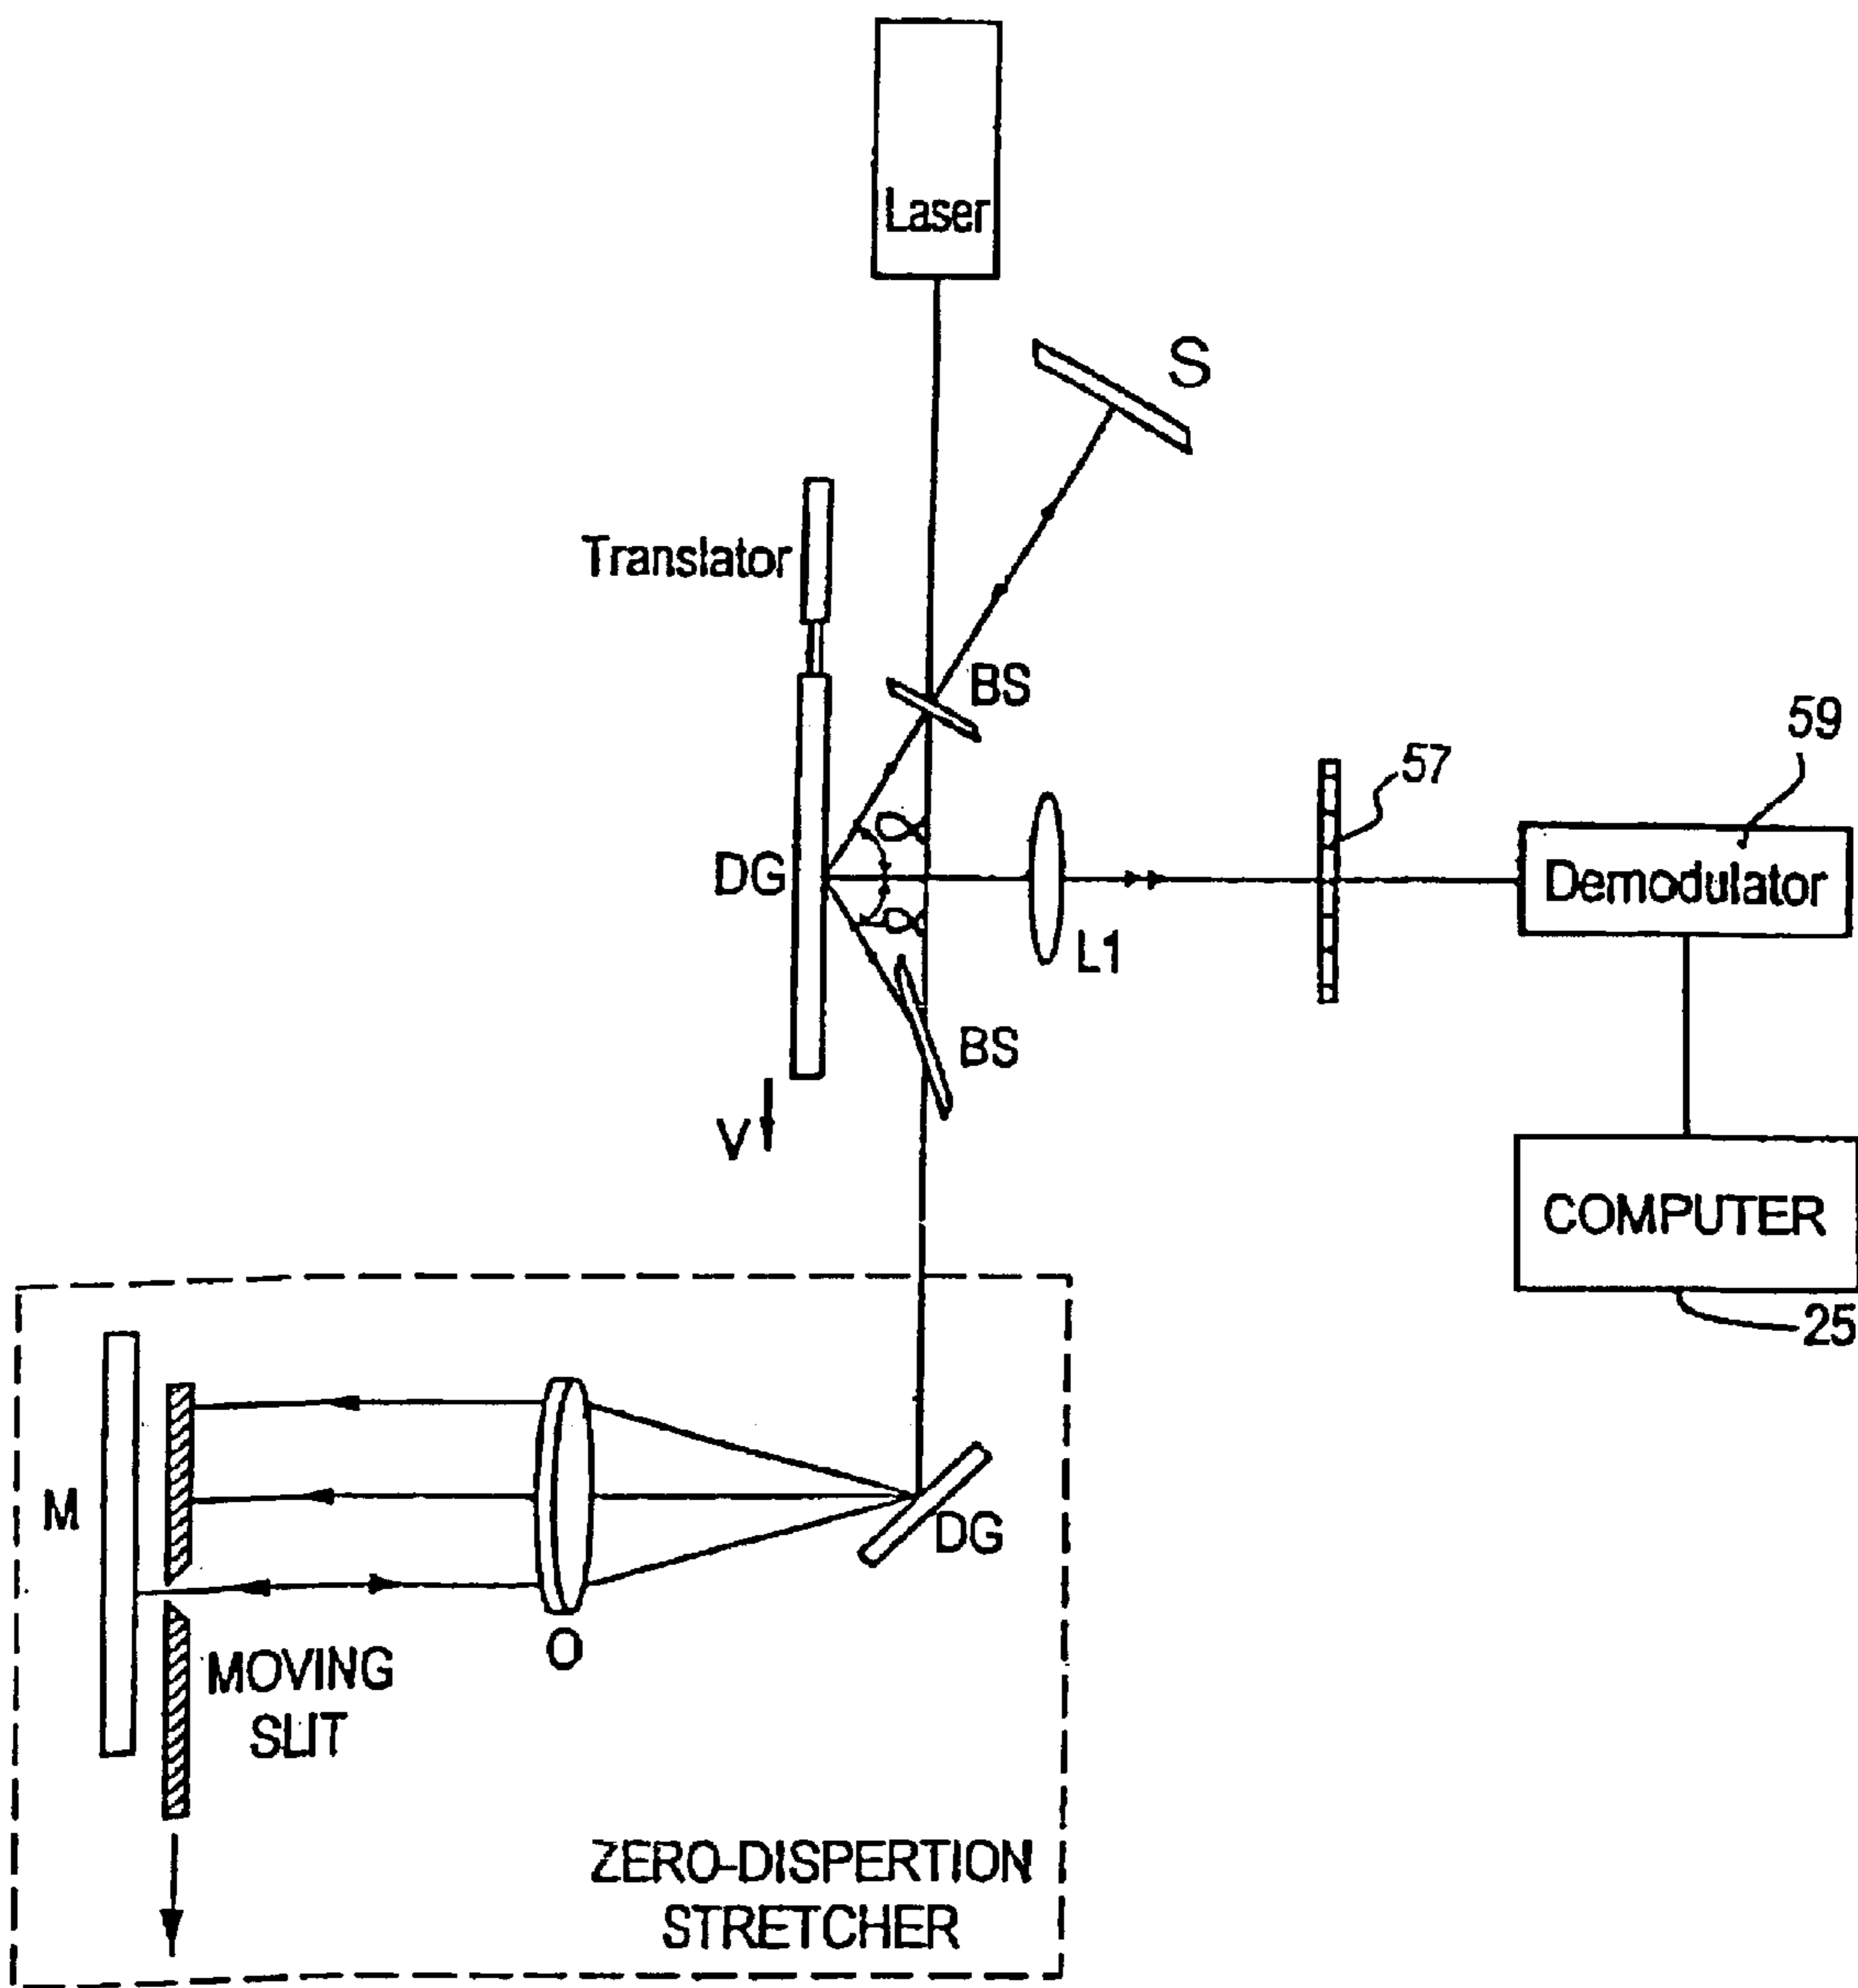 Laser
S
Translator
BS
59
57
α
DG
Demodulator
α
L1
BS
V
COMPUTER
25
M
DG
O
MOVING
SLIT
ZERO-DISPERTION
STRETCHER